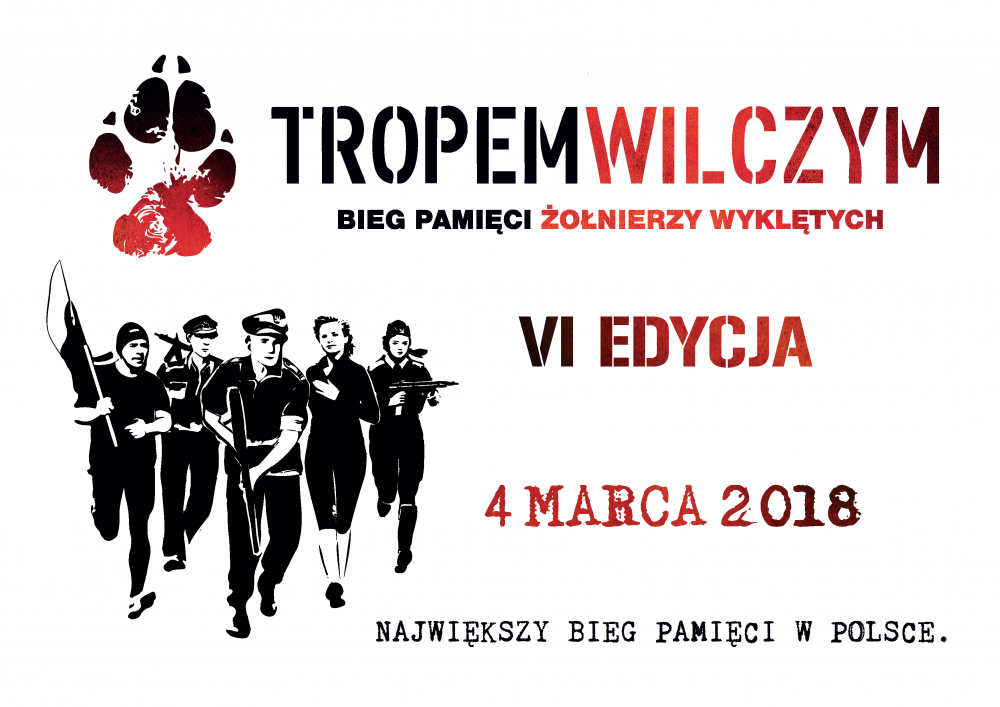 TROPEMWILCZYM
BIEG PAMIĘCI ŻOŁNIERZY WYKLĘTYCH
VI EDYCJA
4 MARCA 2018
NAJWIĘKSZY BIEG PAMIĘCI W POLSCE.